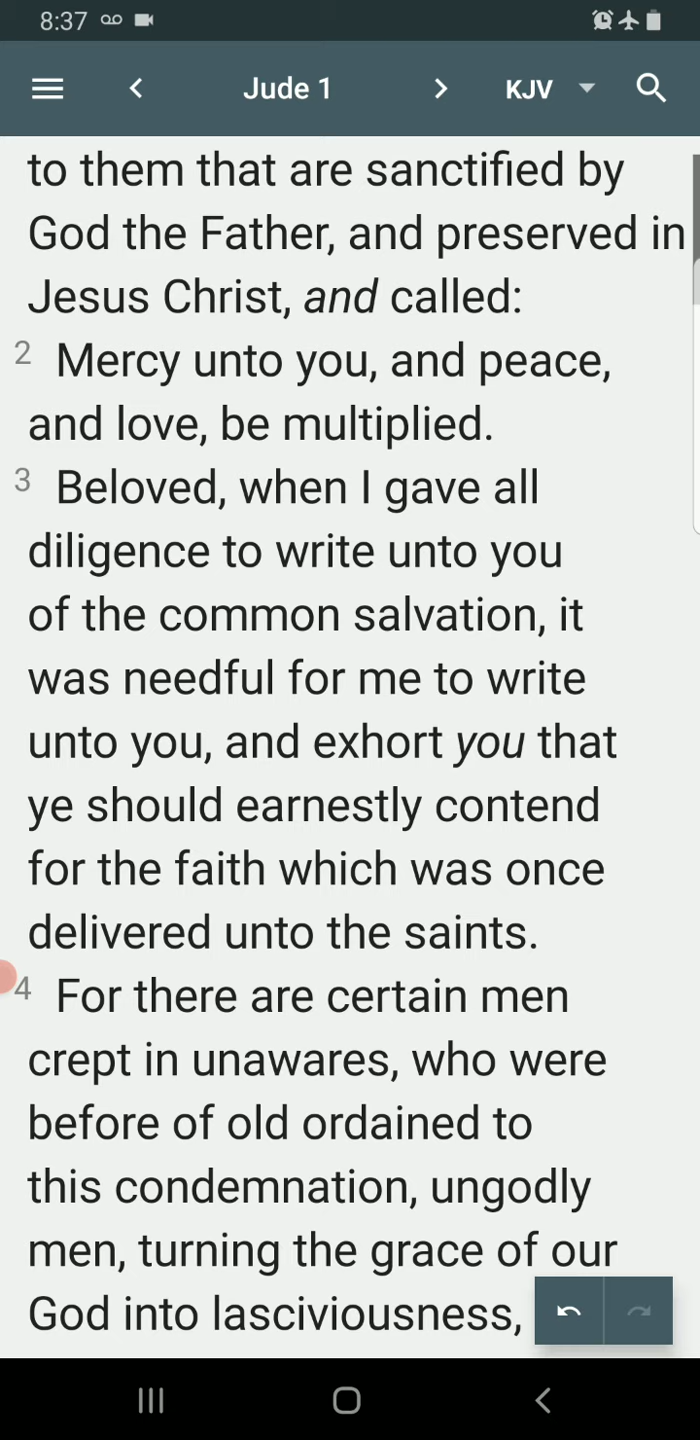 8:37
Jude 1
KJV
to them that are sanctified by
God the Father, and preserved in
Jesus Christ, and called:
2 Mercy unto you, and peace,
and love, be multiplied.
3 Beloved, when I gave all
diligence to write unto you
of the common salvation, it
was needful for me to write
unto you, and exhort you that
ye should earnestly contend
for the faith which was once
delivered unto the saints.
4 For there are certain men
crept in unawares, who were
before of old ordained to
this condemnation, ungodly
men, turning the grace of our
God into lasciviousness,